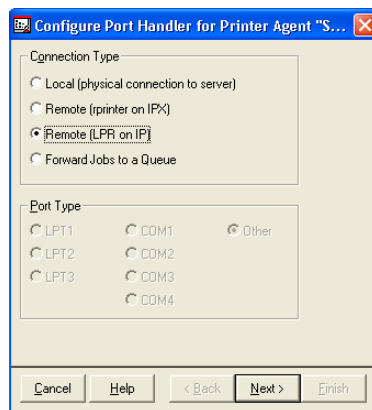 Configure Port Handler for Printer Agent "S...
Connection Type
Local (physical connection to server)
Remote (rprinter on IPX)
Remote (LPR on IP)
Forward Jobs to a Queue
Port Type
LPT1 COM1 Other
LPT2 COM2
LPT3 COM3
COM4
Cancel Help < Back Next > Finish